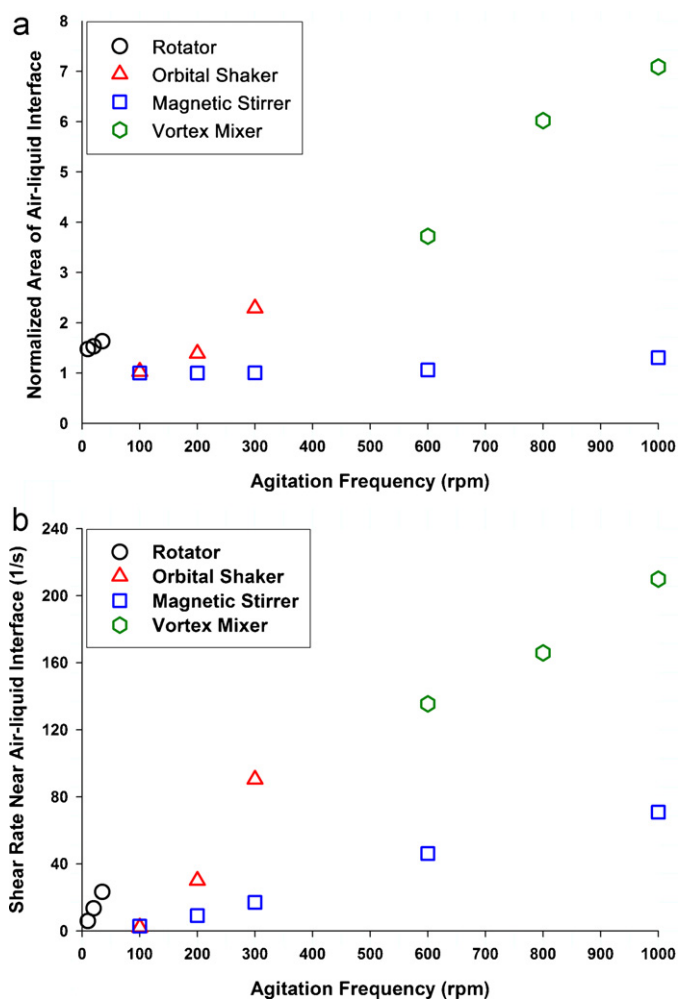 a
Normalized Area of Air-liquid Interface
8
7
6
5
4
3
2
1
0
Rotator
Orbital Shaker
Magnetic Stirrer
Vortex Mixer
0 100 200 300 400 500 600 700 800 900 1000
Agitation Frequency (rpm)
b
Shear Rate Near Air-liquid Interface (1/s)
240
200
160
120
80
40
0
Rotator
Orbital Shaker
Magnetic Stirrer
Vortex Mixer
0 100 200 300 400 500 600 700 800 900 1000
Agitation Frequency (rpm)